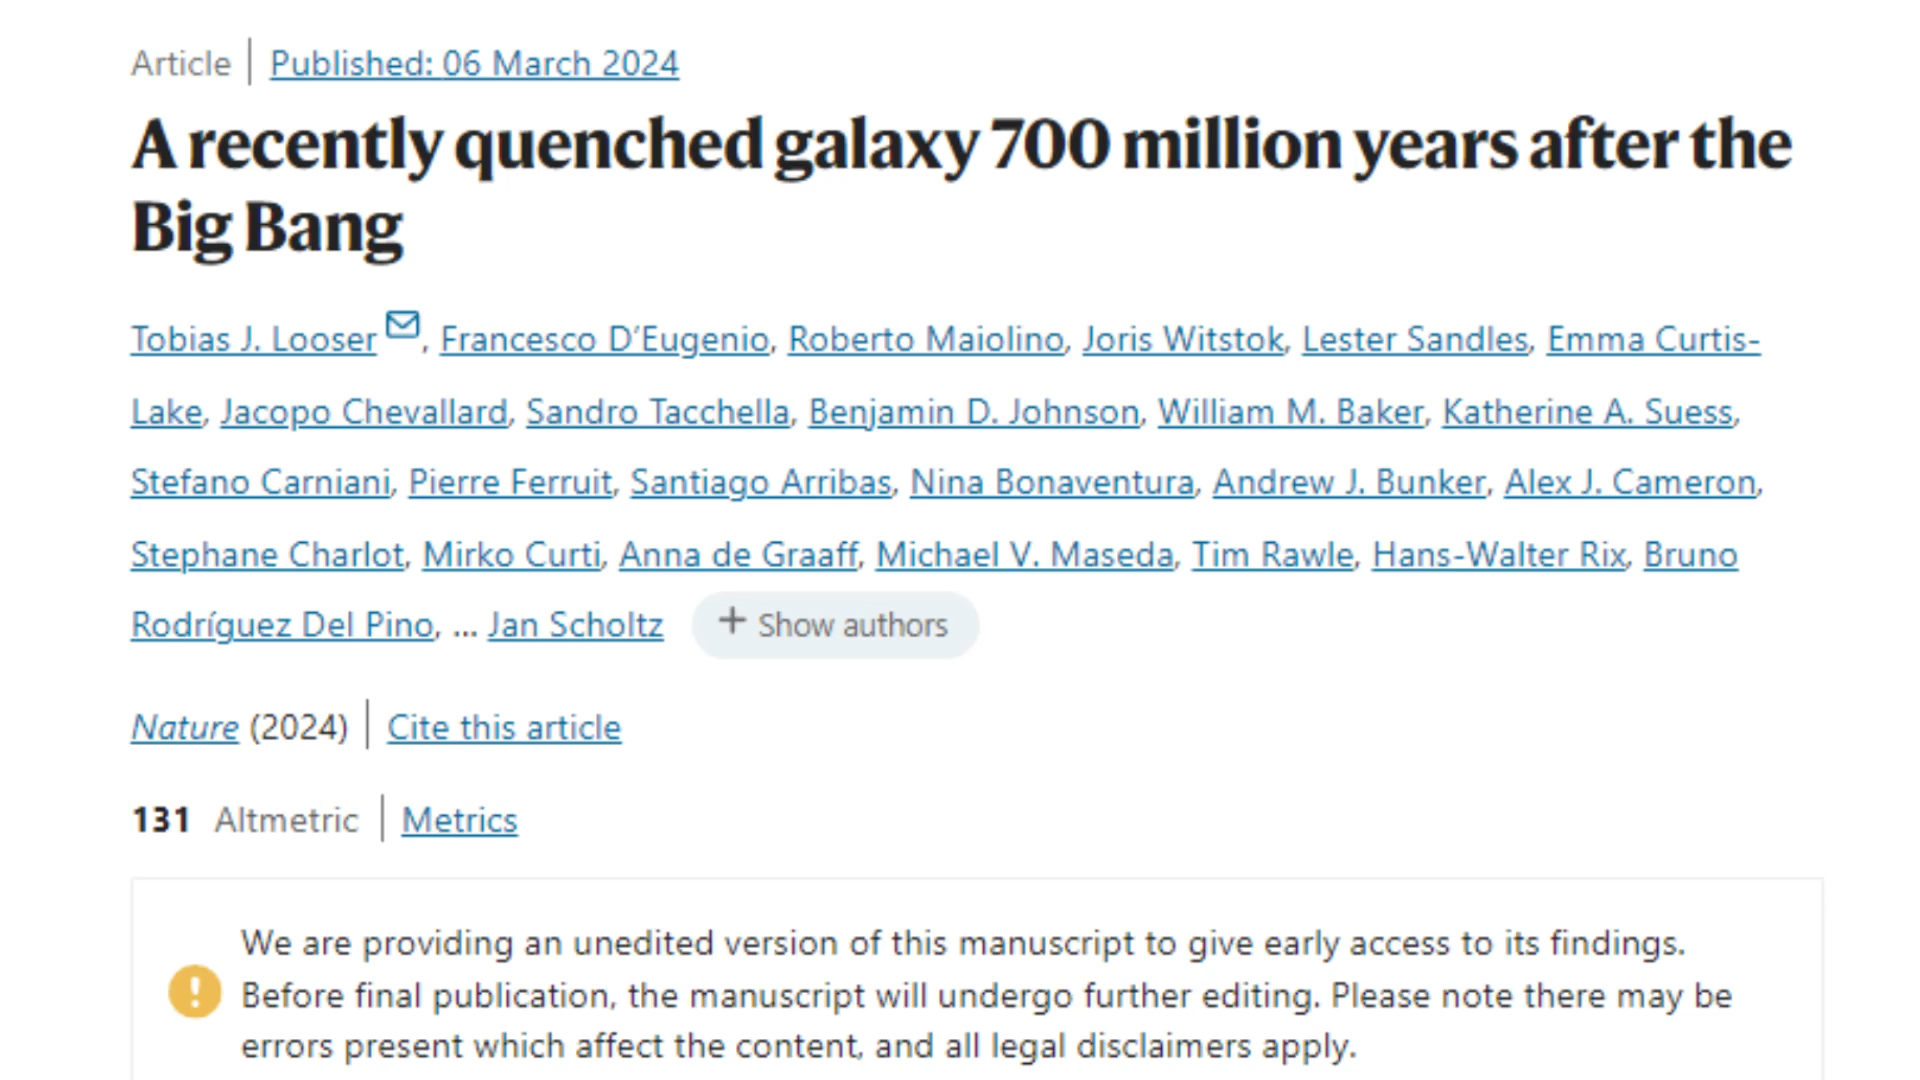 Article | Published: 06 March 2024
A recently quenched galaxy 700 million years after the
Big Bang
Tobias J. Looser, Francesco D’Eugenio, Roberto Maiolino, Joris Witstok, Lester Sandles, Emma Curtis-
Lake, Jacopo Chevallard, Sandro Tacchella, Benjamin D. Johnson, William M. Baker, Katherine A. Suess,
Stefano Carniani, Pierre Ferruit, Santiago Arribas, Nina Bonaventura, Andrew J. Bunker, Alex J. Cameron,
Stephane Charlot, Mirko Curti, Anna de Graaff, Michael V. Maseda, Tim Rawle, Hans-Walter Rix, Bruno
Rodríguez Del Pino, ... Jan Scholtz + Show authors
Nature (2024) | Cite this article
131 Altmetric | Metrics
We are providing an unedited version of this manuscript to give early access to its findings.
Before final publication, the manuscript will undergo further editing. Please note there may be
errors present which affect the content, and all legal disclaimers apply.